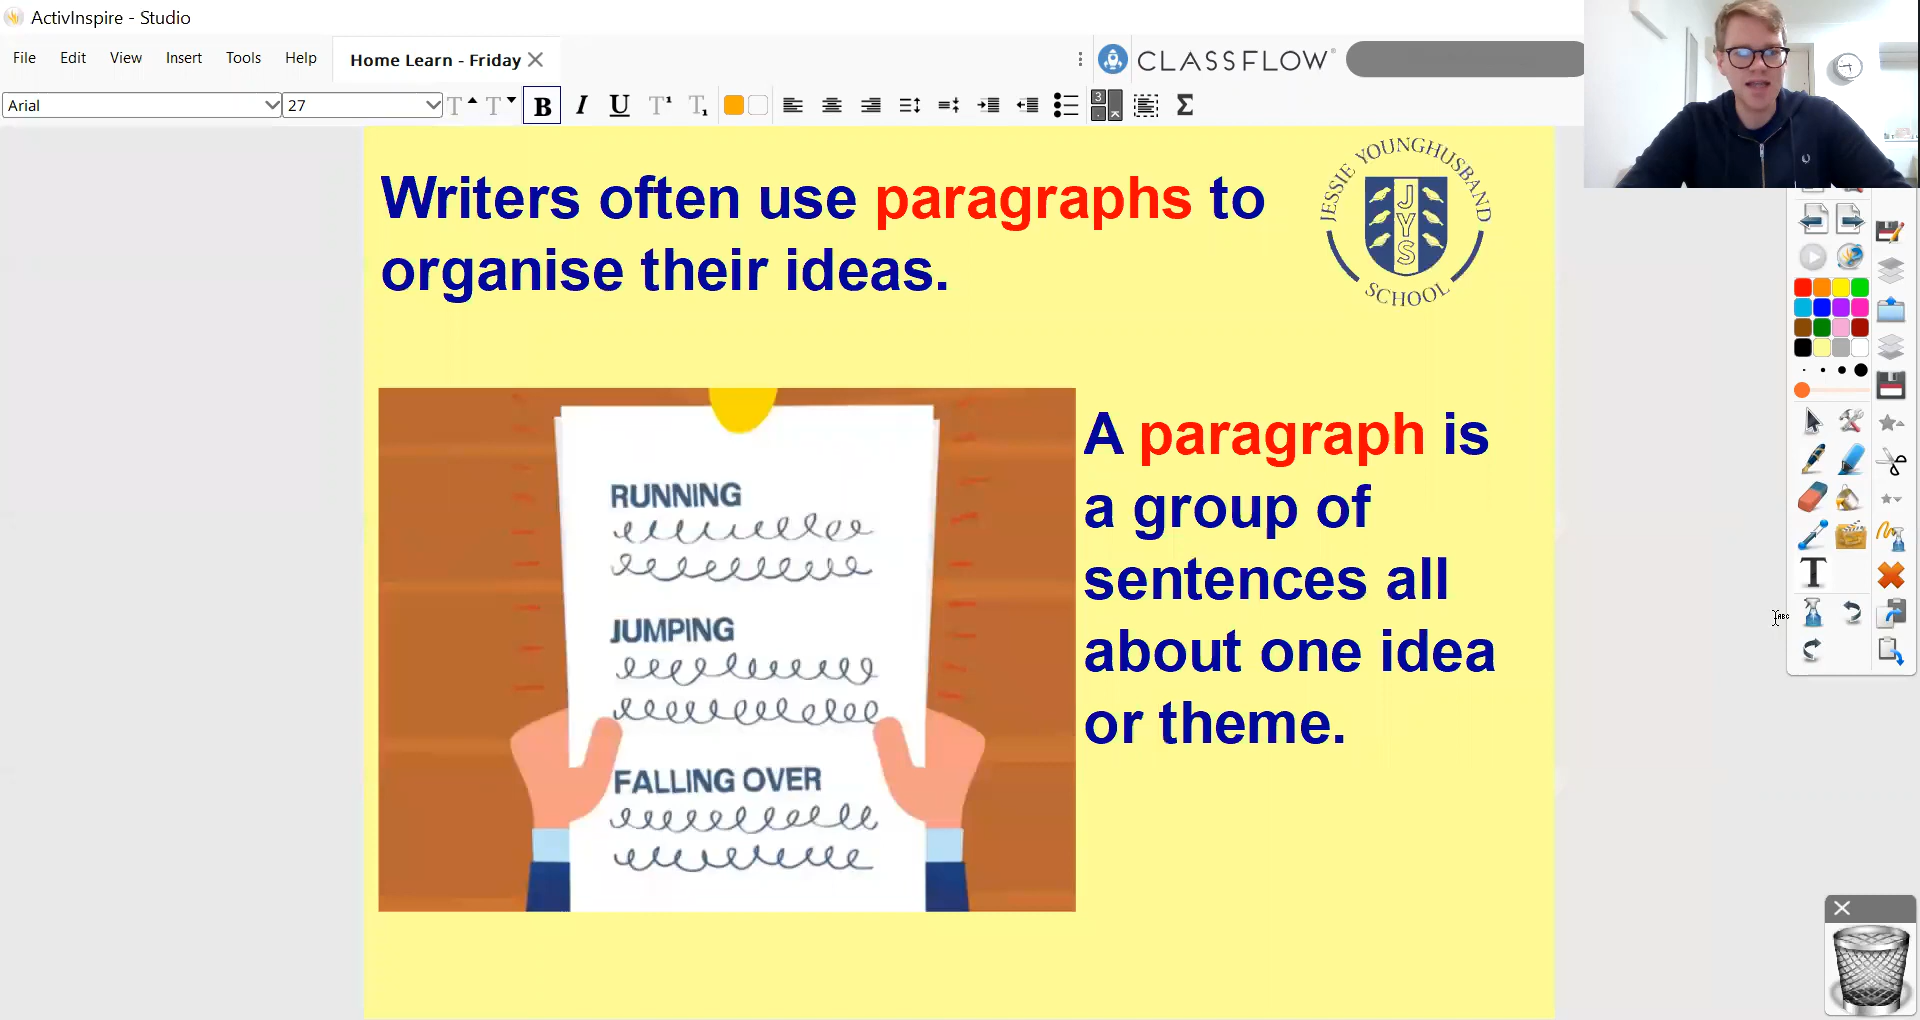 ActivInspire - Studio
File Edit View Insert Tools Help Home Learn - Friday CLASSFLOW
Arial 27 B I U
Writers often use paragraphs to
organise their ideas.
JESSIE YOUNGHUSBAND
JYS
SCHOOL
RUNNING
JUMPING
FALLING OVER
A paragraph is
a group of
sentences all
about one idea
or theme.